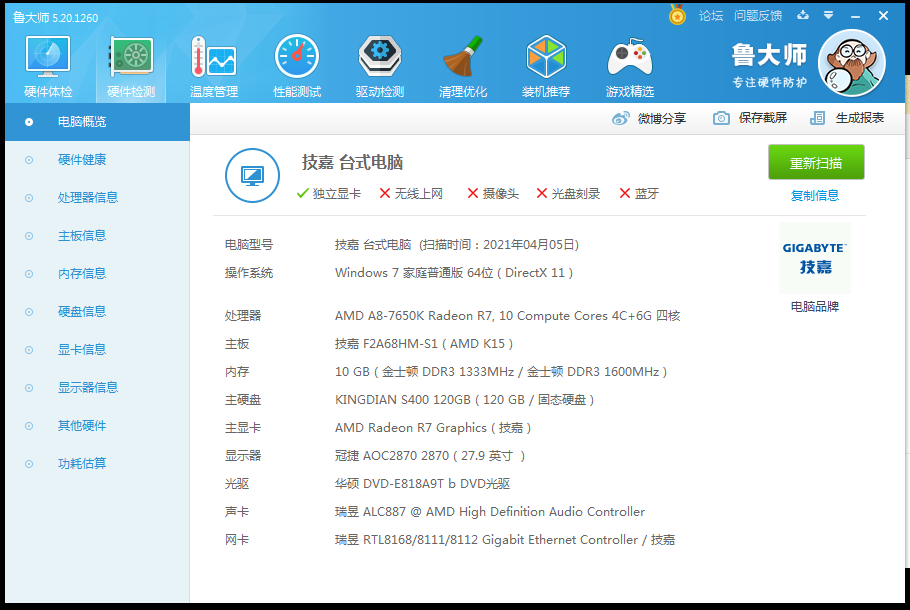 鲁大师 5.20.1260
论坛 问题反馈
硬件体检 硬件检测 温度管理 性能测试 驱动检测 清理优化 装机推荐 游戏精选
鲁大师
专注硬件防护
微博分享 保存截屏 生成报表
电脑概览
硬件健康
处理器信息
主板信息
内存信息
硬盘信息
显卡信息
显示器信息
其他硬件
功耗估算
技嘉 台式电脑
独立显卡 无线上网 摄像头 光盘刻录 蓝牙
重新扫描
复制信息
电脑型号 技嘉 台式电脑 (扫描时间：2021年04月05日)
操作系统 Windows 7 家庭普通版 64位 ( DirectX 11 )
GIGABYTE™
技嘉
电脑品牌
处理器 AMD A8-7650K Radeon R7, 10 Compute Cores 4C+6G 四核
主板 技嘉 F2A68HM-S1 ( AMD K15 )
内存 10 GB ( 金士顿 DDR3 1333MHz / 金士顿 DDR3 1600MHz )
主硬盘 KINGDIAN S400 120GB ( 120 GB / 固态硬盘 )
主显卡 AMD Radeon R7 Graphics ( 技嘉 )
显示器 冠捷 AOC2870 2870 ( 27.9 英寸 )
光驱 华硕 DVD-E818A9T b DVD光驱
声卡 瑞昱 ALC887 @ AMD High Definition Audio Controller
网卡 瑞昱 RTL8168/8111/8112 Gigabit Ethernet Controller / 技嘉